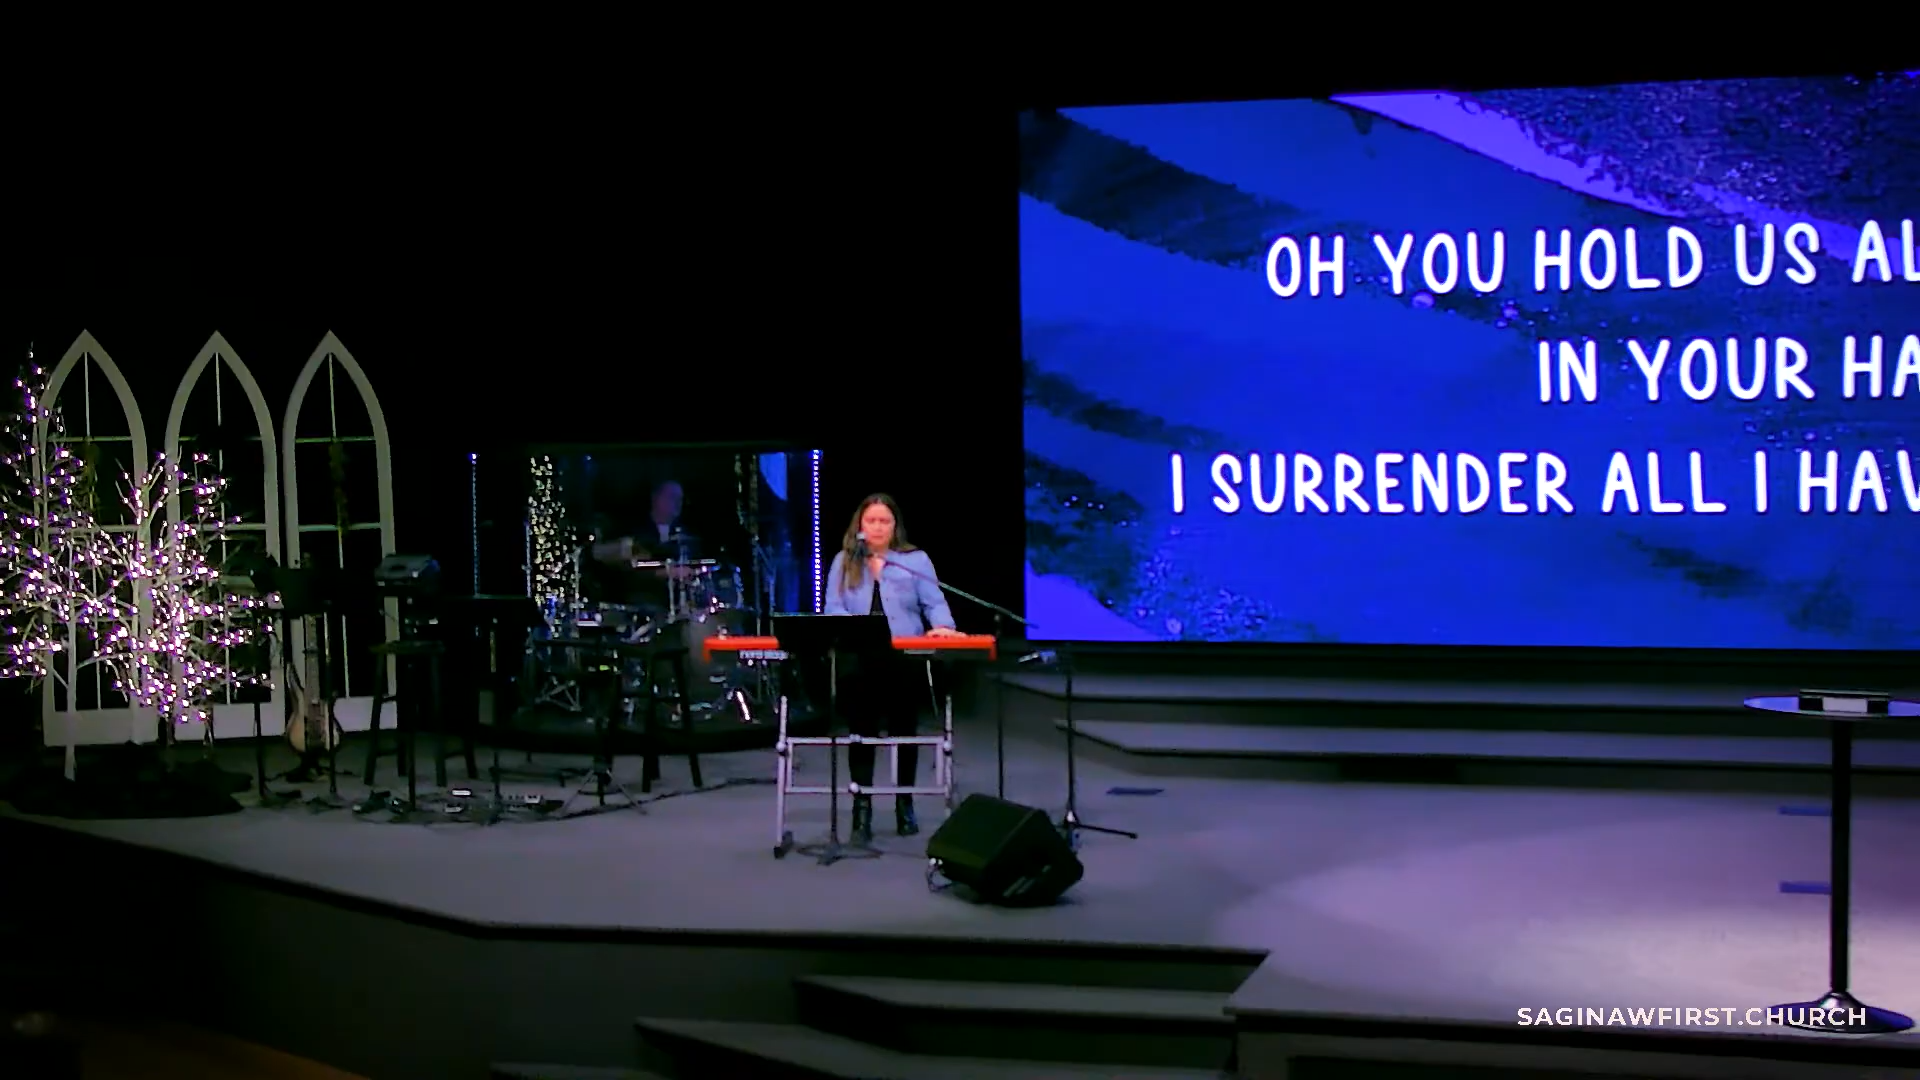 OH YOU HOLD US AL
IN YOUR HA
I SURRENDER ALL I HAV
SAGINAWFIRST.CHURCH